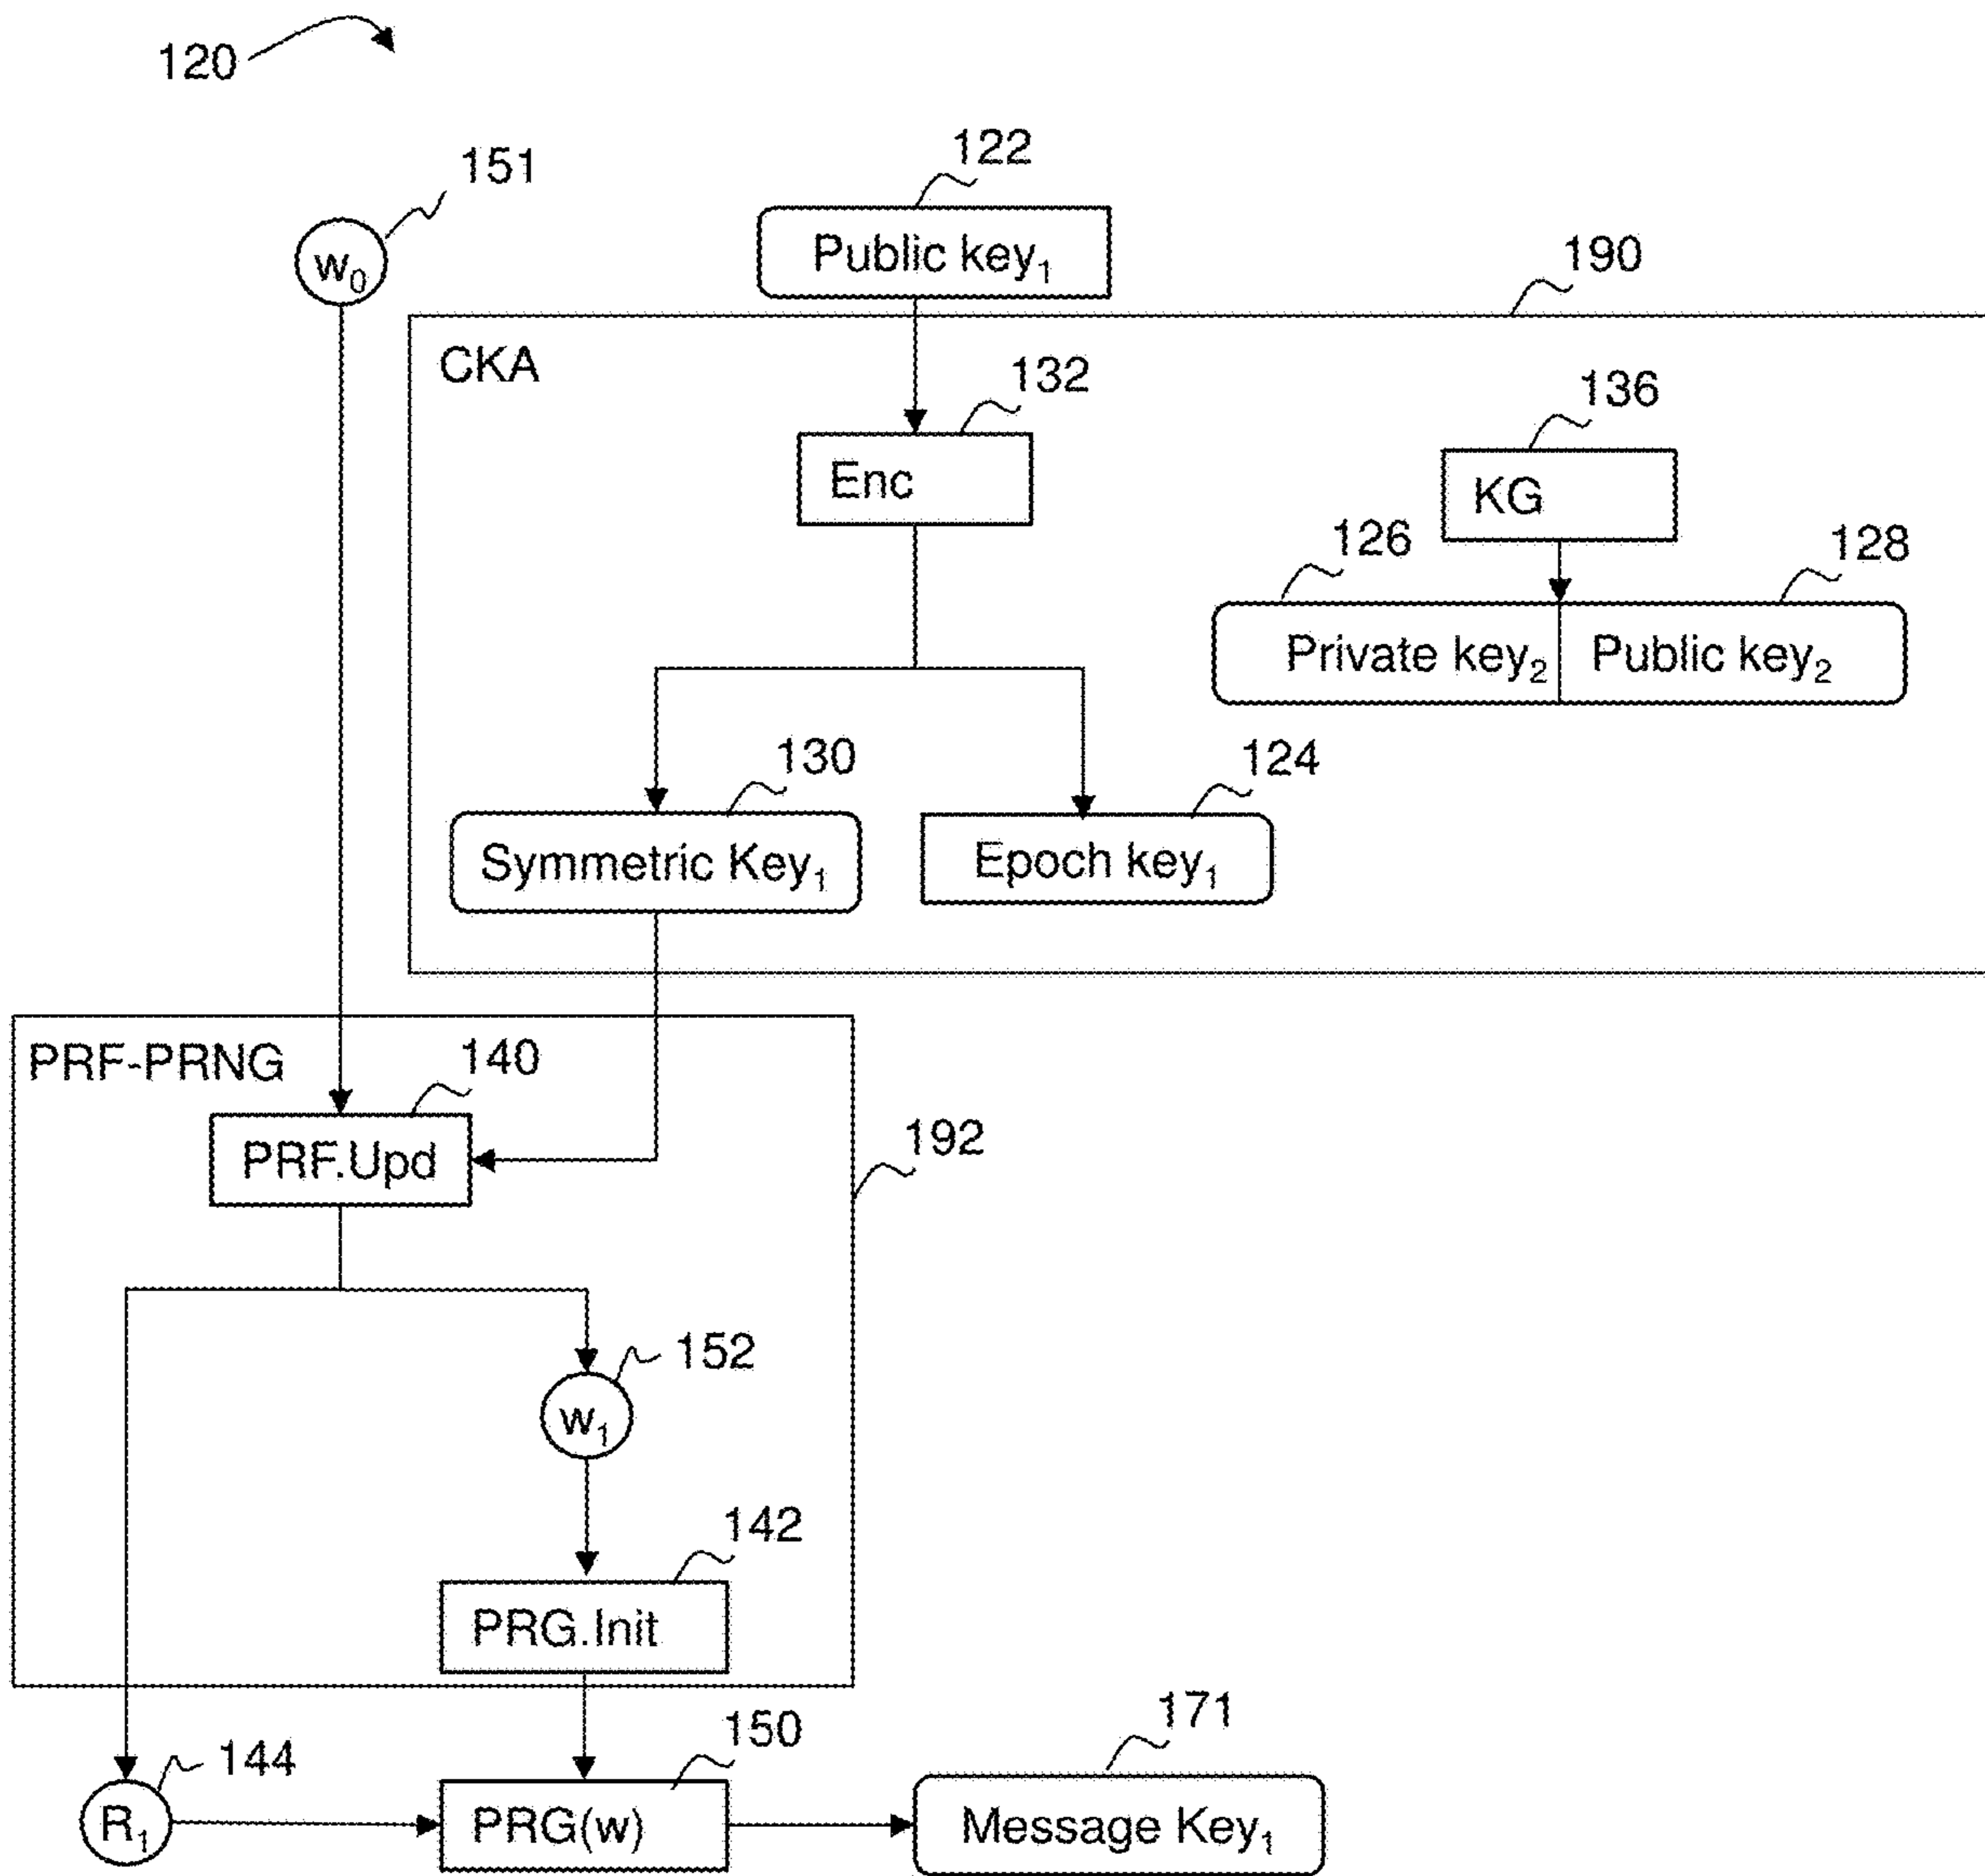 120
151
122
w₀
Public key₁
190
CKA
132
136
Enc
KG
126
128
Private key₂
Public key₂
130
124
Symmetric Key₁
Epoch key₁
PRF-PRNG
140
192
PRF.Upd
152
w₁
142
PRG.Init
171
150
144
R₁
PRG(w)
Message Key₁